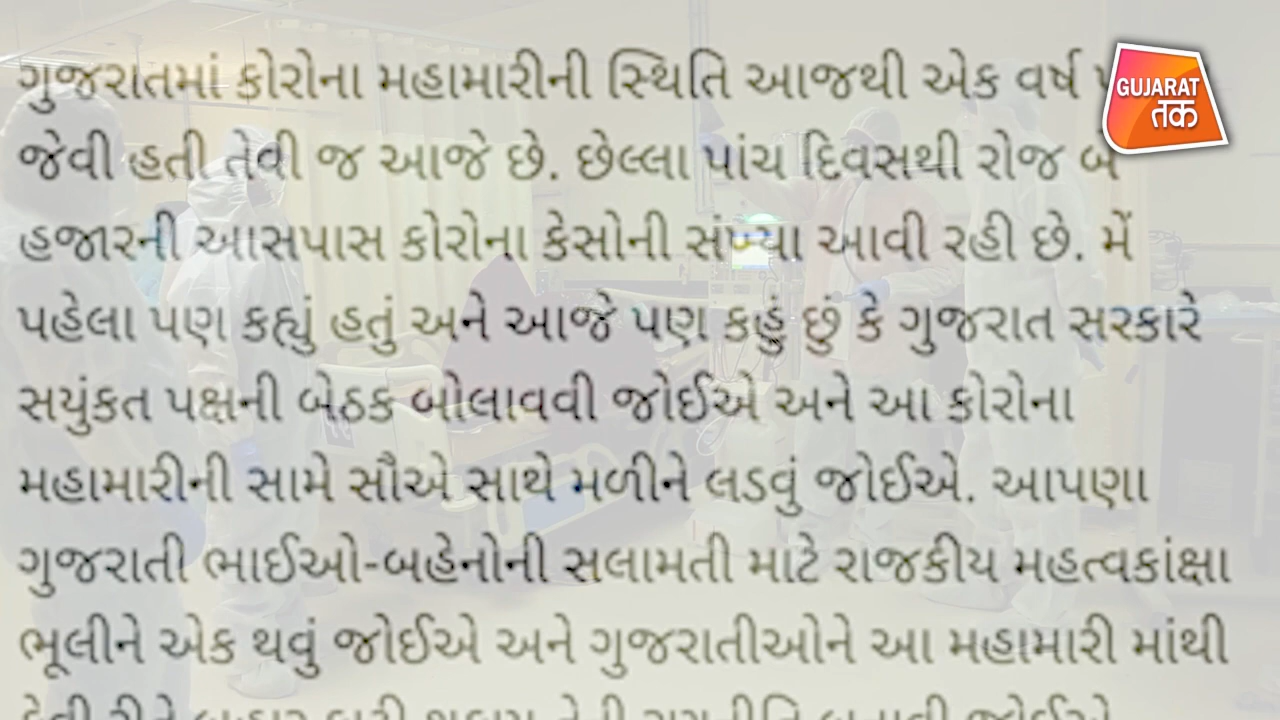 GUJARAT
तक
ગુજરાતમાં કોરોના મહામારીની સ્થિતિ આજથી એક વર્ષ
જેવી હતી તેવી જ આજે છે. છેલ્લા પાંચ દિવસથી રોજ બે
હજારની આસપાસ કોરોના કેસોની સંખ્યા આવી રહી છે. મેં
પહેલા પણ કહ્યું હતું અને આજે પણ કહું છું કે ગુજરાત સરકારે
સયુંકત પક્ષની બેઠક બોલાવવી જોઈએ અને આ કોરોના
મહામારીની સામે સૌએ સાથે મળીને લડવું જોઈએ. આપણા
ગુજરાતી ભાઈઓ-બહેનોની સલામતી માટે રાજકીય મહત્વકાંક્ષા
ભૂલીને એક થવું જોઈએ અને ગુજરાતીઓને આ મહામારી માંથી